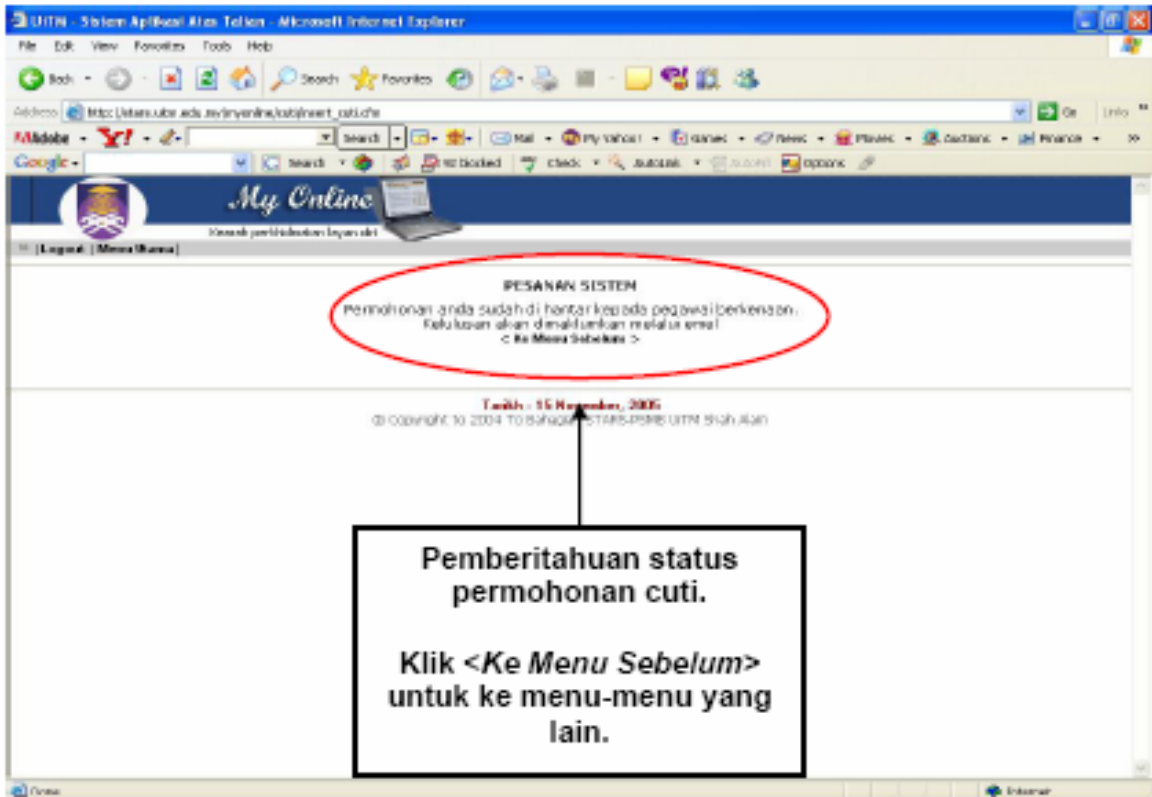 UiTM - Sistem Aplikasi Atas Talian - Microsoft Internet Explorer
File Edit View Favorites Tools Help
Back Search Favorites
Address Go Links
Adobe Y! Search Mail My Yahoo! Games News Movies Auctions Finance
Google Search blocked Check AutoLink Options
My Online
| Logout | Menu Utama |
PESANAN SISTEM
Permohonan anda sudah di hantar kepada pegawai berkenaan.
Kelulusan akan dimaklumkan melalui email
< Ke Menu Sebelum >
Tarikh : 15 November, 2005
UiTM Shah Alam
Pemberitahuan status
permohonan cuti.
Klik <Ke Menu Sebelum>
untuk ke menu-menu yang
lain.
Done Internet